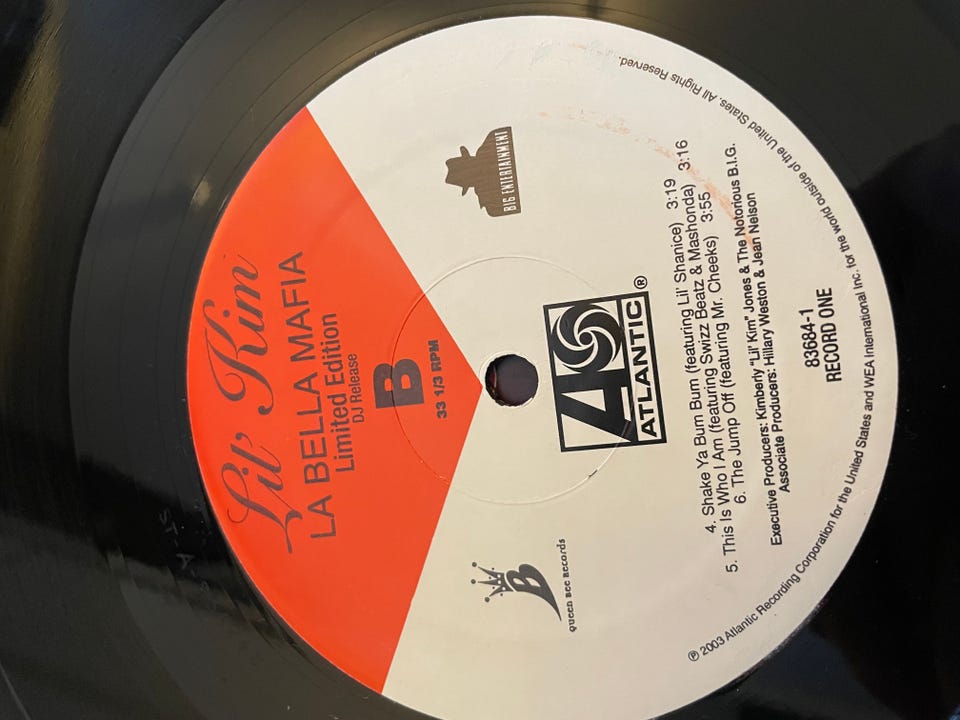 Lil' Kim
LA BELLA MAFIA
Limited Edition
DJ Release
B
33 1/3 RPM
B
QUEEN BEE RECORDS
BIG ENTERTAINMENT
ATLANTIC®
4. Shake Ya Bum Bum (featuring Lil' Shanice) 3:19
5. This Is Who I Am (featuring Swizz Beatz & Mashonda) 3:55
6. The Jump Off (featuring Mr. Cheeks) 3:16
Executive Producers: Kimberly "Lil' Kim" Jones & The Notorious B.I.G.
Associate Producers: Hillary Weston & Jean Nelson
83684-1
RECORD ONE
℗ 2003 Atlantic Recording Corporation for the United States and WEA International Inc. for the world outside of the United States. All Rights Reserved.